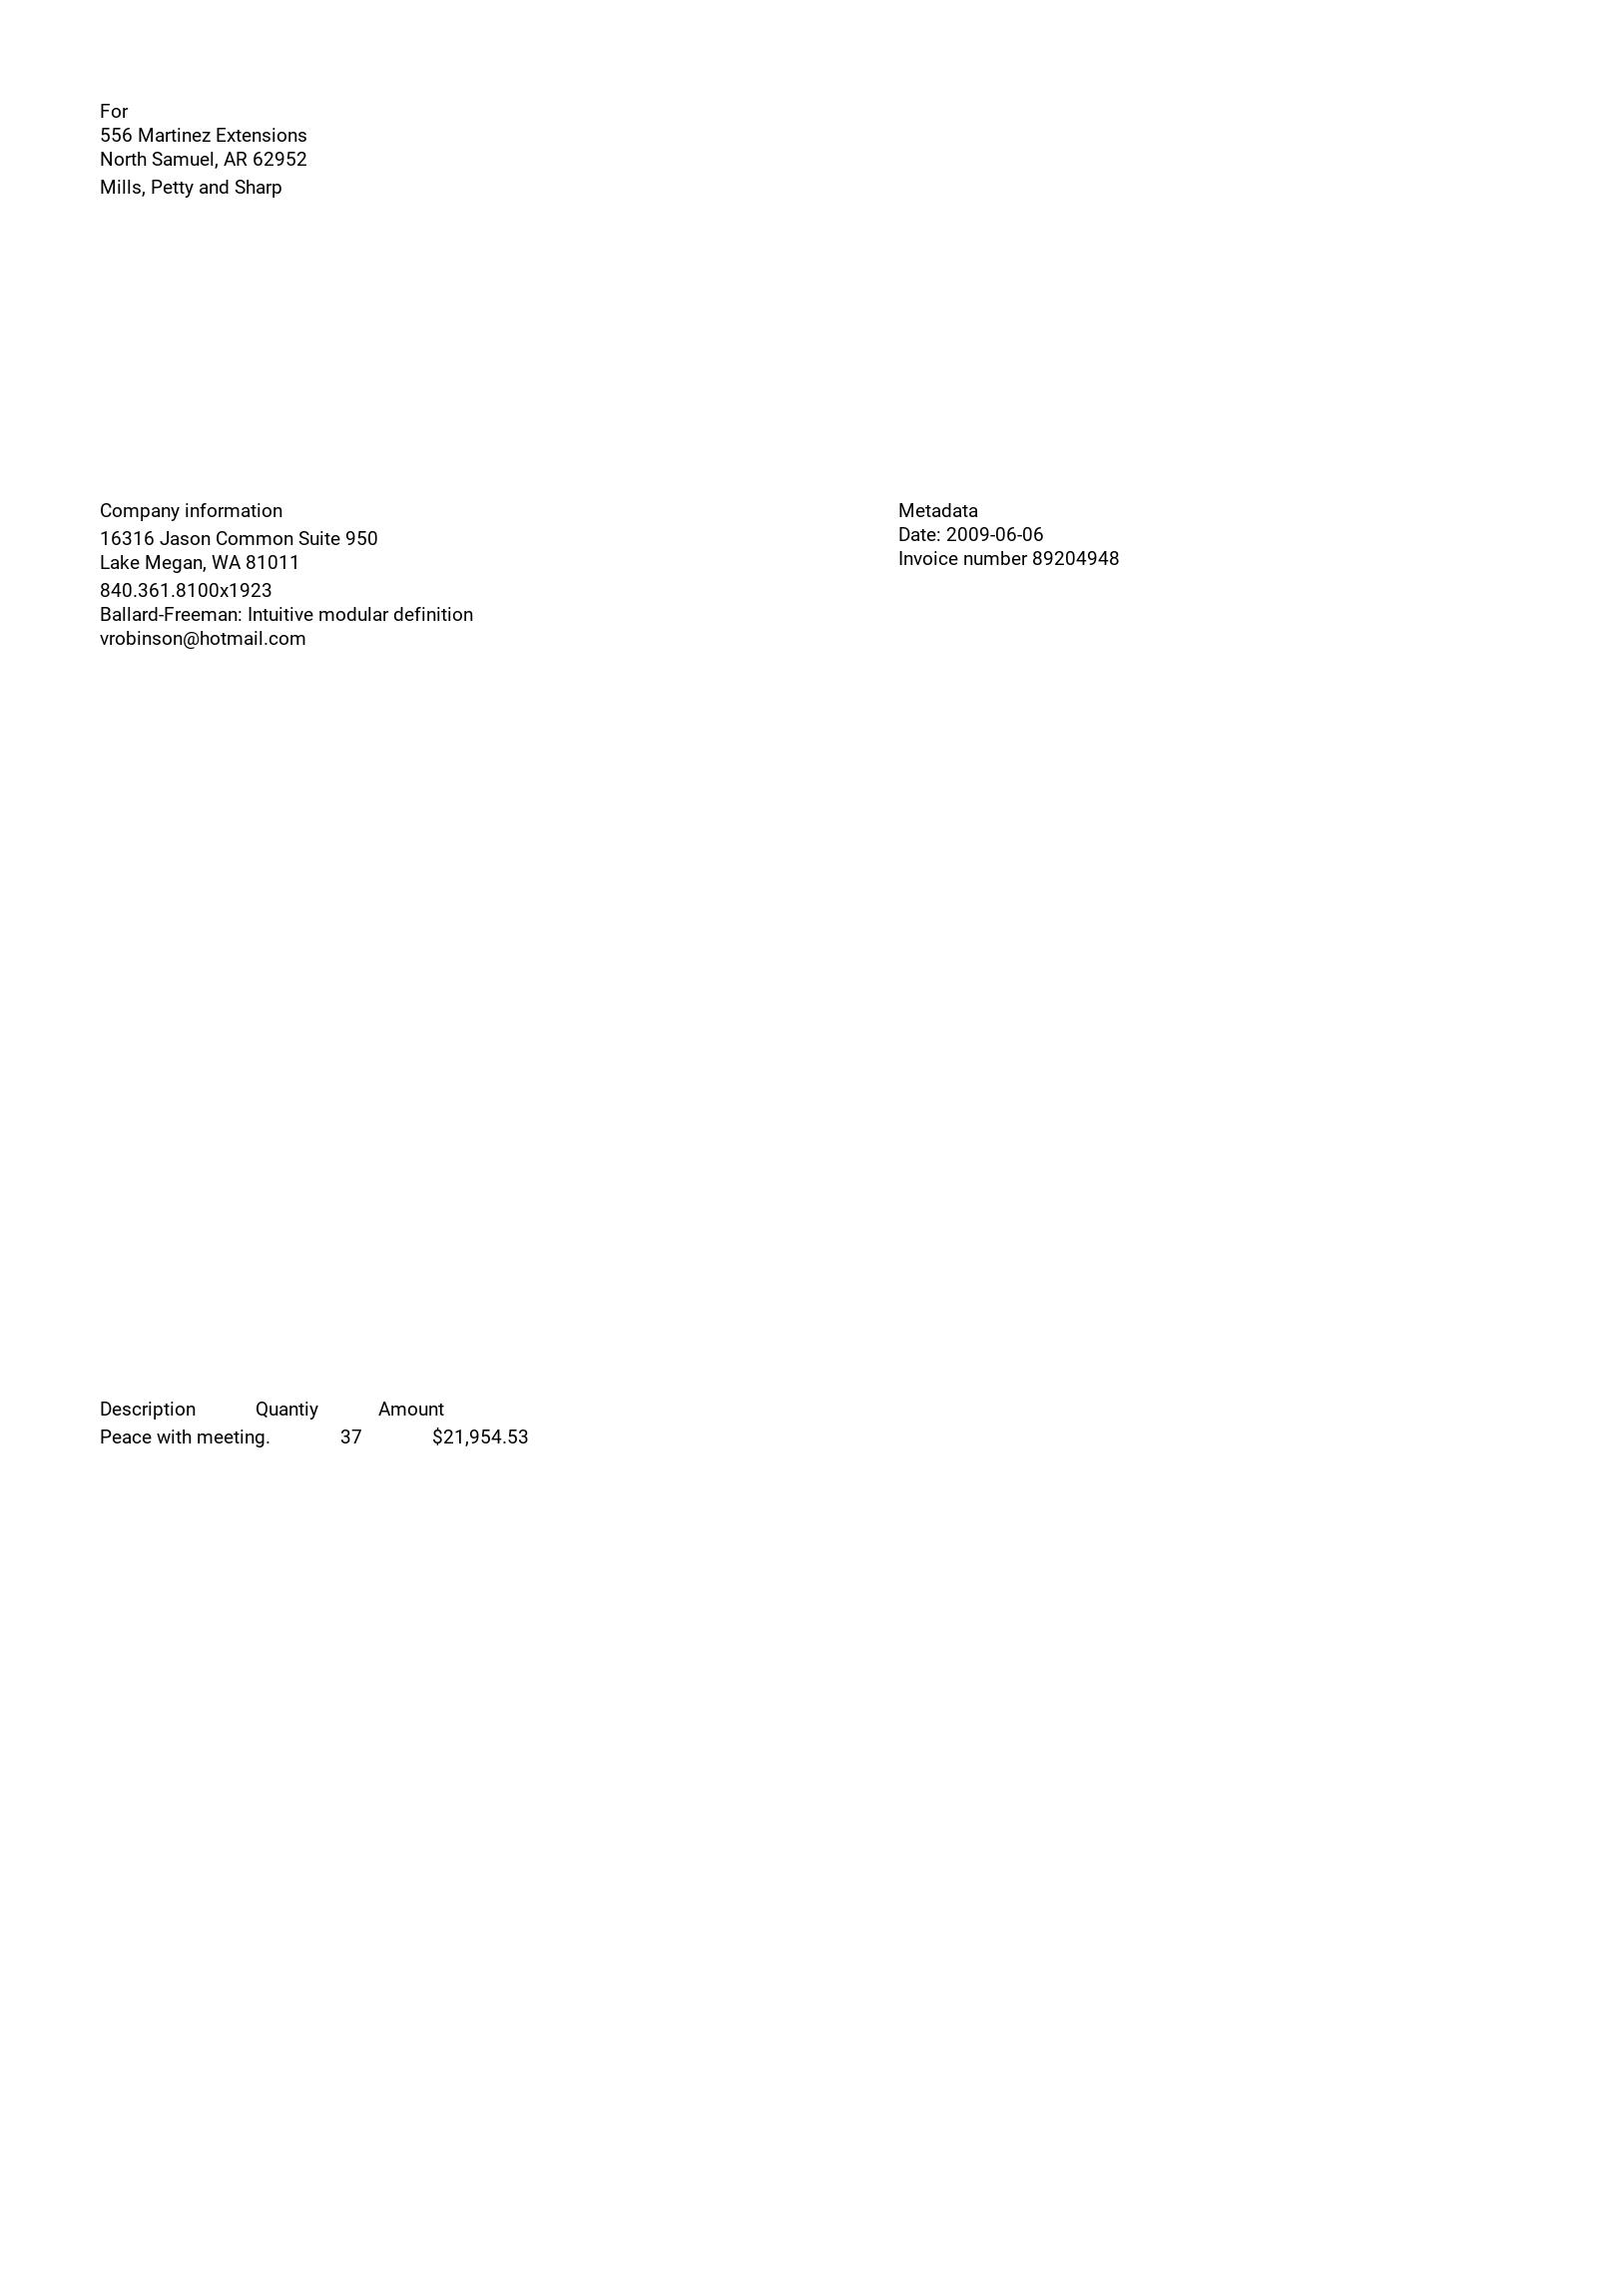 For
556 Martinez Extensions
North Samuel, AR 62952
Mills, Petty and Sharp
Company information
16316 Jason Common Suite 950
Lake Megan, WA 81011
840.361.8100x1923
Ballard-Freeman: Intuitive modular definition
vrobinson@hotmail.com
Metadata
Date: 2009-06-06
Invoice number 89204948
Description Quantiy Amount
Peace with meeting. 37 $21,954.53